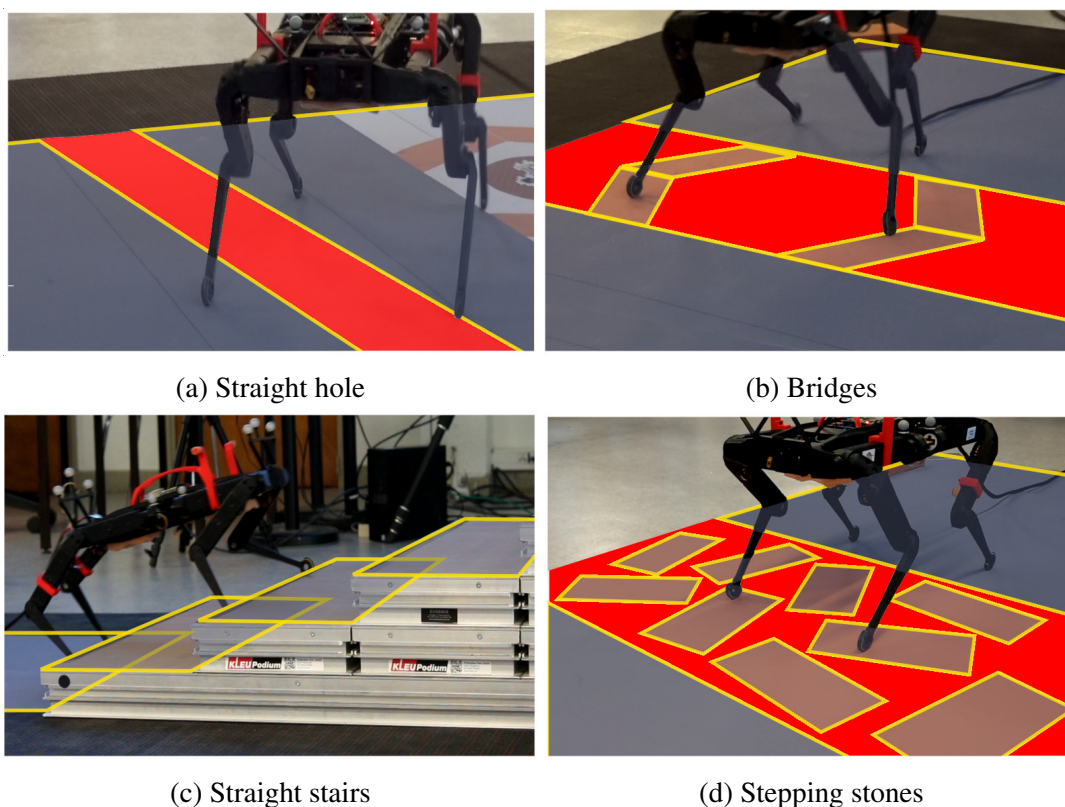 (a) Straight hole
(b) Bridges
KLEU Podium
KLEU Podium
(c) Straight stairs
(d) Stepping stones